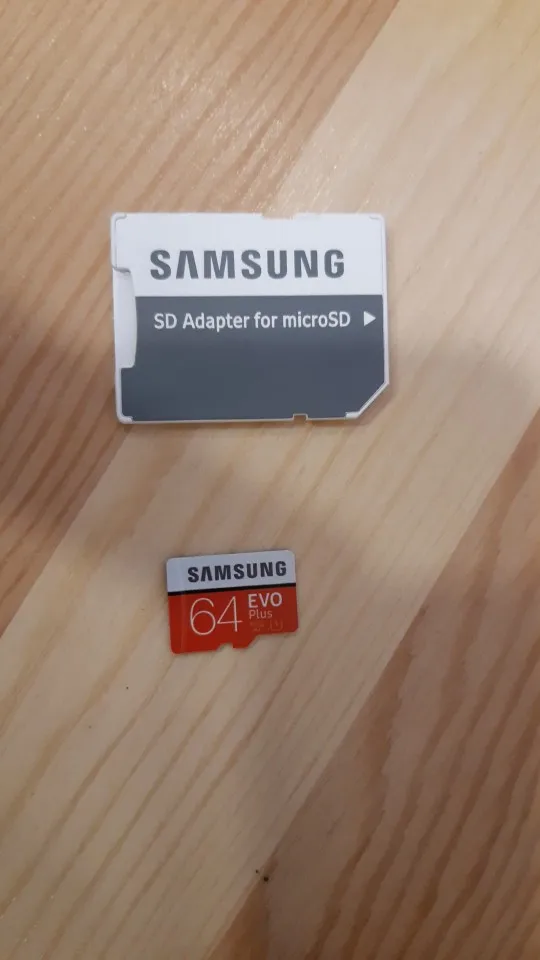 SAMSUNG
SD Adapter for microSD
SAMSUNG
64 EVO
Plus